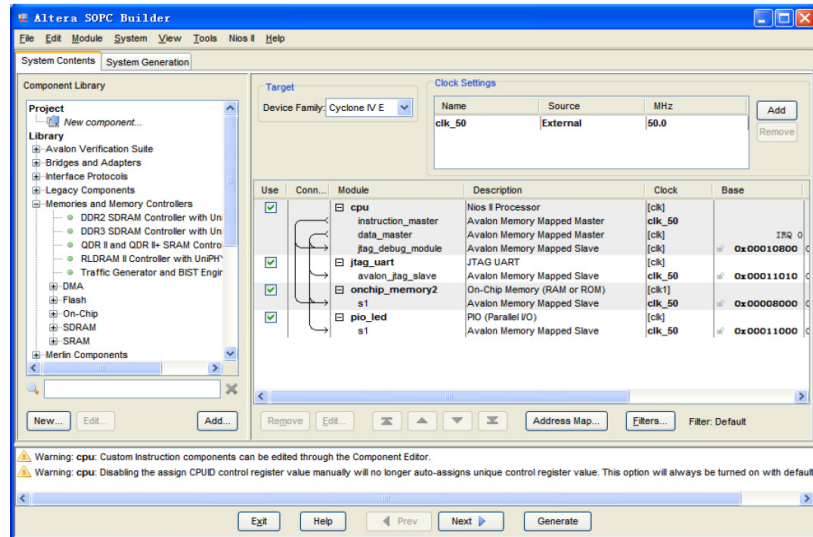 Altera SOPC Builder
File Edit Module System View Tools Nios II Help
System Contents System Generation
Component Library
Project
New component...
Library
Avalon Verification Suite
Bridges and Adapters
Interface Protocols
Legacy Components
Memories and Memory Controllers
DDR2 SDRAM Controller with Uni
DDR3 SDRAM Controller with Uni
QDR II and QDR II+ SRAM Contro
RLDRAM II Controller with UniPHY
Traffic Generator and BIST Engin
DMA
Flash
On-Chip
SDRAM
SRAM
Merlin Components
New... Edit... Add...
Target
Device Family: Cyclone IV E
Clock Settings
Name Source MHz
clk_50 External 50.0
Add
Remove
Use Conn... Module Description Clock Base
cpu Nios II Processor [clk]
instruction_master Avalon Memory Mapped Master clk_50
data_master Avalon Memory Mapped Master [clk] IRQ 0
jtag_debug_module Avalon Memory Mapped Slave [clk] 0x00010800
jtag_uart JTAG UART [clk]
avalon_jtag_slave Avalon Memory Mapped Slave clk_50 0x00011010
onchip_memory2 On-Chip Memory (RAM or ROM) [clk1]
s1 Avalon Memory Mapped Slave clk_50 0x00008000
pio_led PIO (Parallel I/O) [clk]
s1 Avalon Memory Mapped Slave clk_50 0x00011000
Remove Edit... Address Map... Filters... Filter: Default
Warning: cpu: Custom Instruction components can be edited through the Component Editor.
Warning: cpu: Disabling the assign CPUID control register value manually will no longer auto-assigns unique control register value. This option will always be turned on with default
Exit Help Prev Next Generate